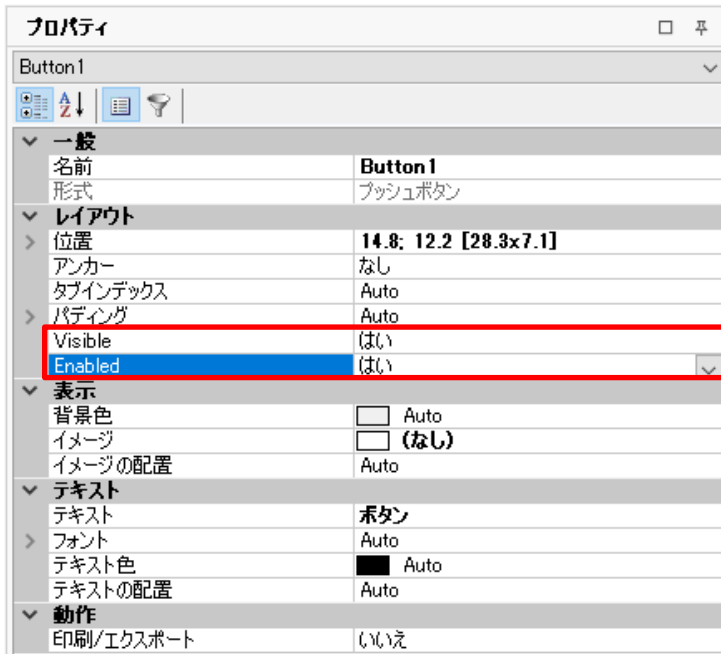 プロパティ
Button1
一般
名前 Button1
形式 プッシュボタン
レイアウト
位置 14.8; 12.2 [28.3x7.1]
アンカー なし
タブインデックス Auto
パディング Auto
Visible はい
Enabled はい
表示
背景色 Auto
イメージ (なし)
イメージの配置 Auto
テキスト
テキスト ボタン
フォント Auto
テキスト色 Auto
テキストの配置 Auto
動作
印刷/エクスポート いいえ